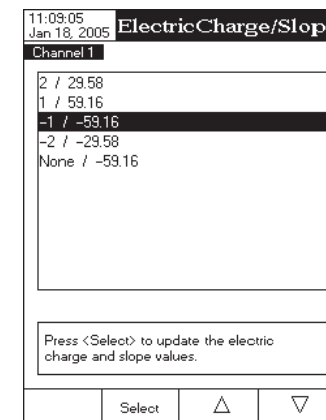 11:09:05
Jan 18, 2005
ElectricCharge/Slop
Channel 1
2 / 29.58
1 / 59.16
-1 / -59.16
-2 / -29.58
None / -59.16
Press <Select> to update the electric
charge and slope values.
Select △ ▽